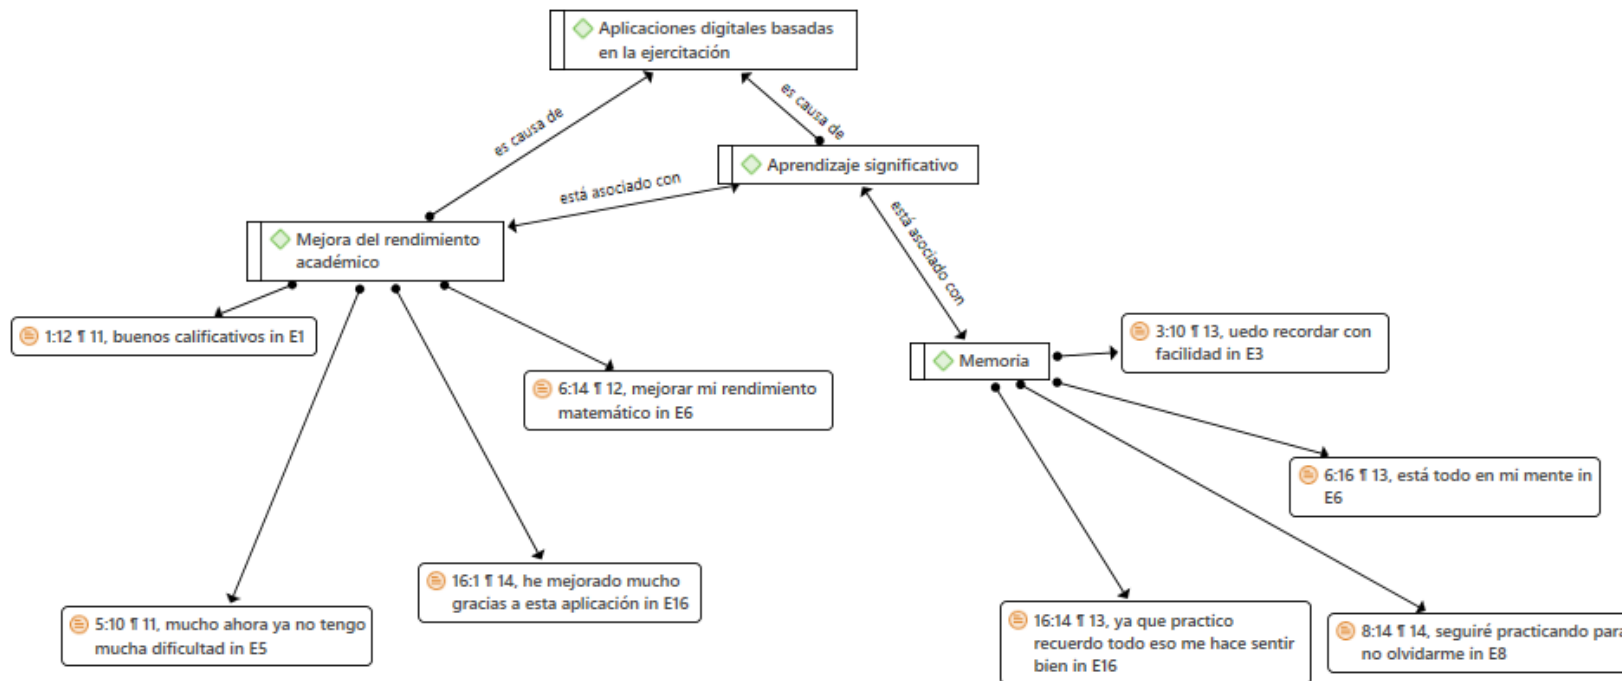 Aplicaciones digitales basadas
en la ejercitación
es causa de
es causa de
Aprendizaje significativo
está asociado con
Mejora del rendimiento
académico
está asociado con
1:12 ¶ 11, buenos calificativos in E1
3:10 ¶ 13, uedo recordar con
facilidad in E3
Memoria
6:14 ¶ 12, mejorar mi rendimiento
matemático in E6
6:16 ¶ 13, está todo en mi mente in
E6
16:1 ¶ 14, he mejorado mucho
gracias a esta aplicación in E16
5:10 ¶ 11, mucho ahora ya no tengo
mucha dificultad in E5
16:14 ¶ 13, ya que practico
recuerdo todo eso me hace sentir
bien in E16
8:14 ¶ 14, seguiré practicando para
no olvidarme in E8